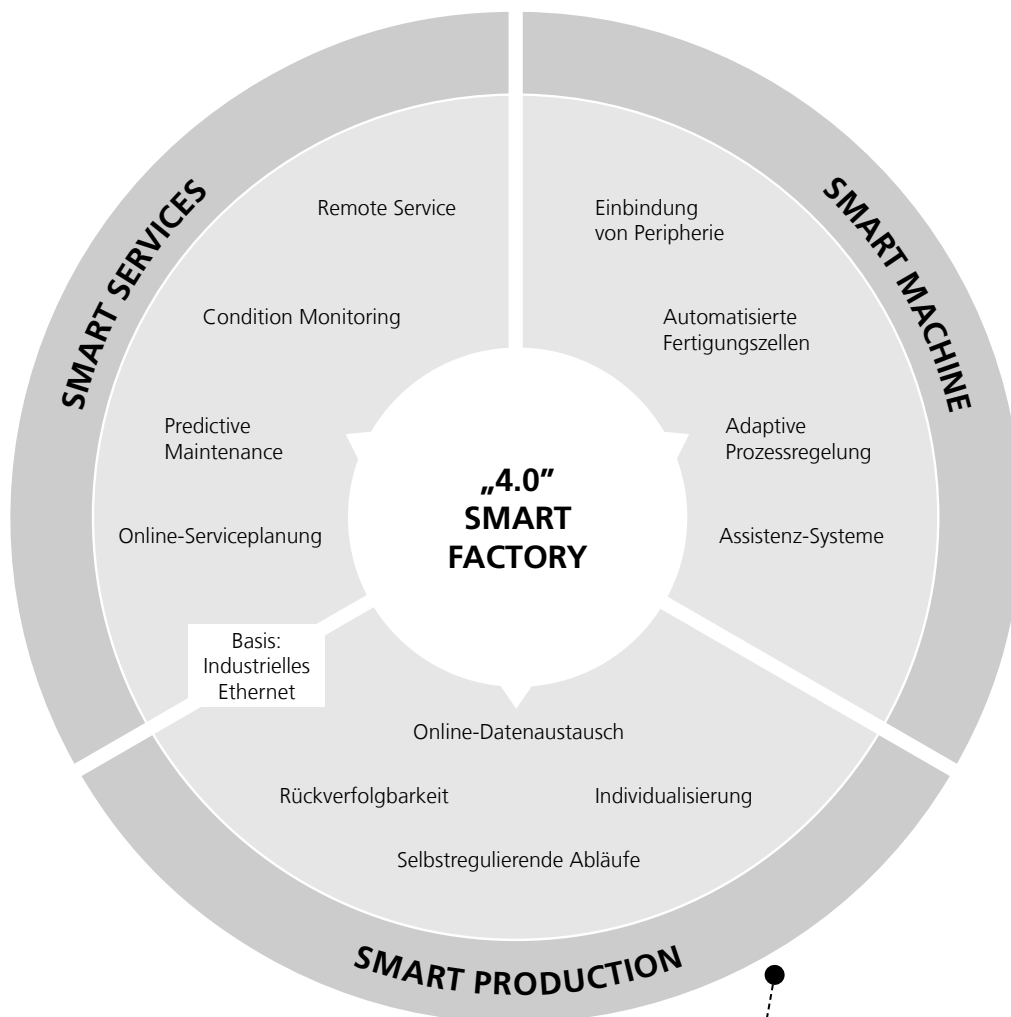 SMART SERVICES
Remote Service
Condition Monitoring
Predictive
Maintenance
Online-Serviceplanung
SMART MACHINE
Einbindung
von Peripherie
Automatisierte
Fertigungszellen
Adaptive
Prozessregelung
Assistenz-Systeme
„4.0”
SMART
FACTORY
Basis:
Industrielles
Ethernet
Online-Datenaustausch
Rückverfolgbarkeit
Individualisierung
Selbstregulierende Abläufe
SMART PRODUCTION